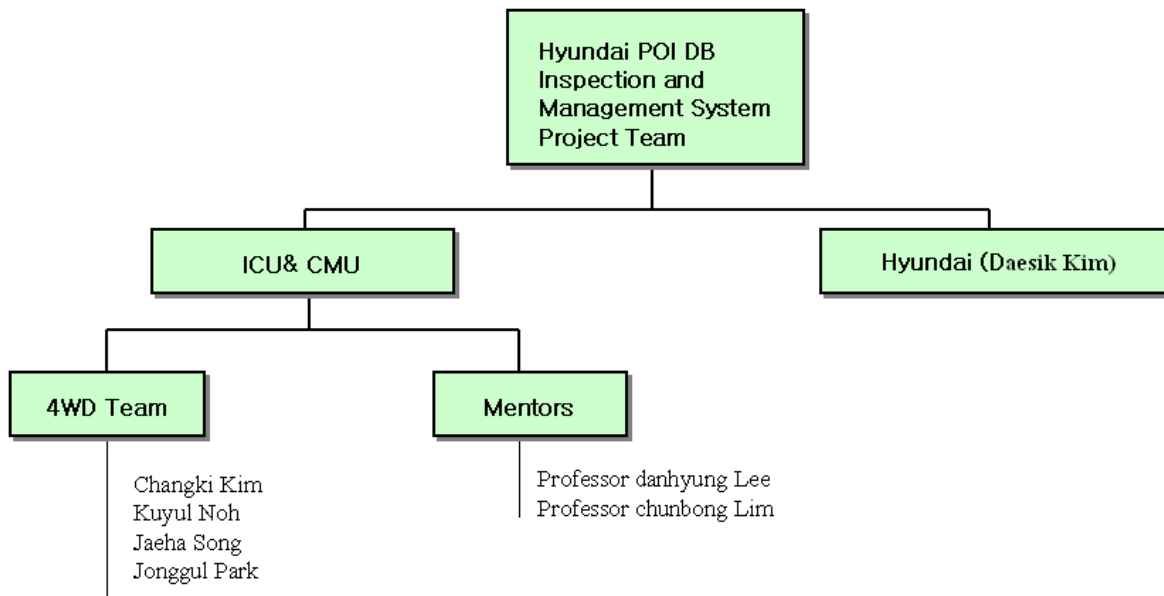 Hyundai POI DB
Inspection and
Management System
Project Team
ICU& CMU
Hyundai (Daesik Kim)
4WD Team
Mentors
Changki Kim
Kuyul Noh
Jaeha Song
Jonggul Park
Professor danhyung Lee
Professor chunbong Lim